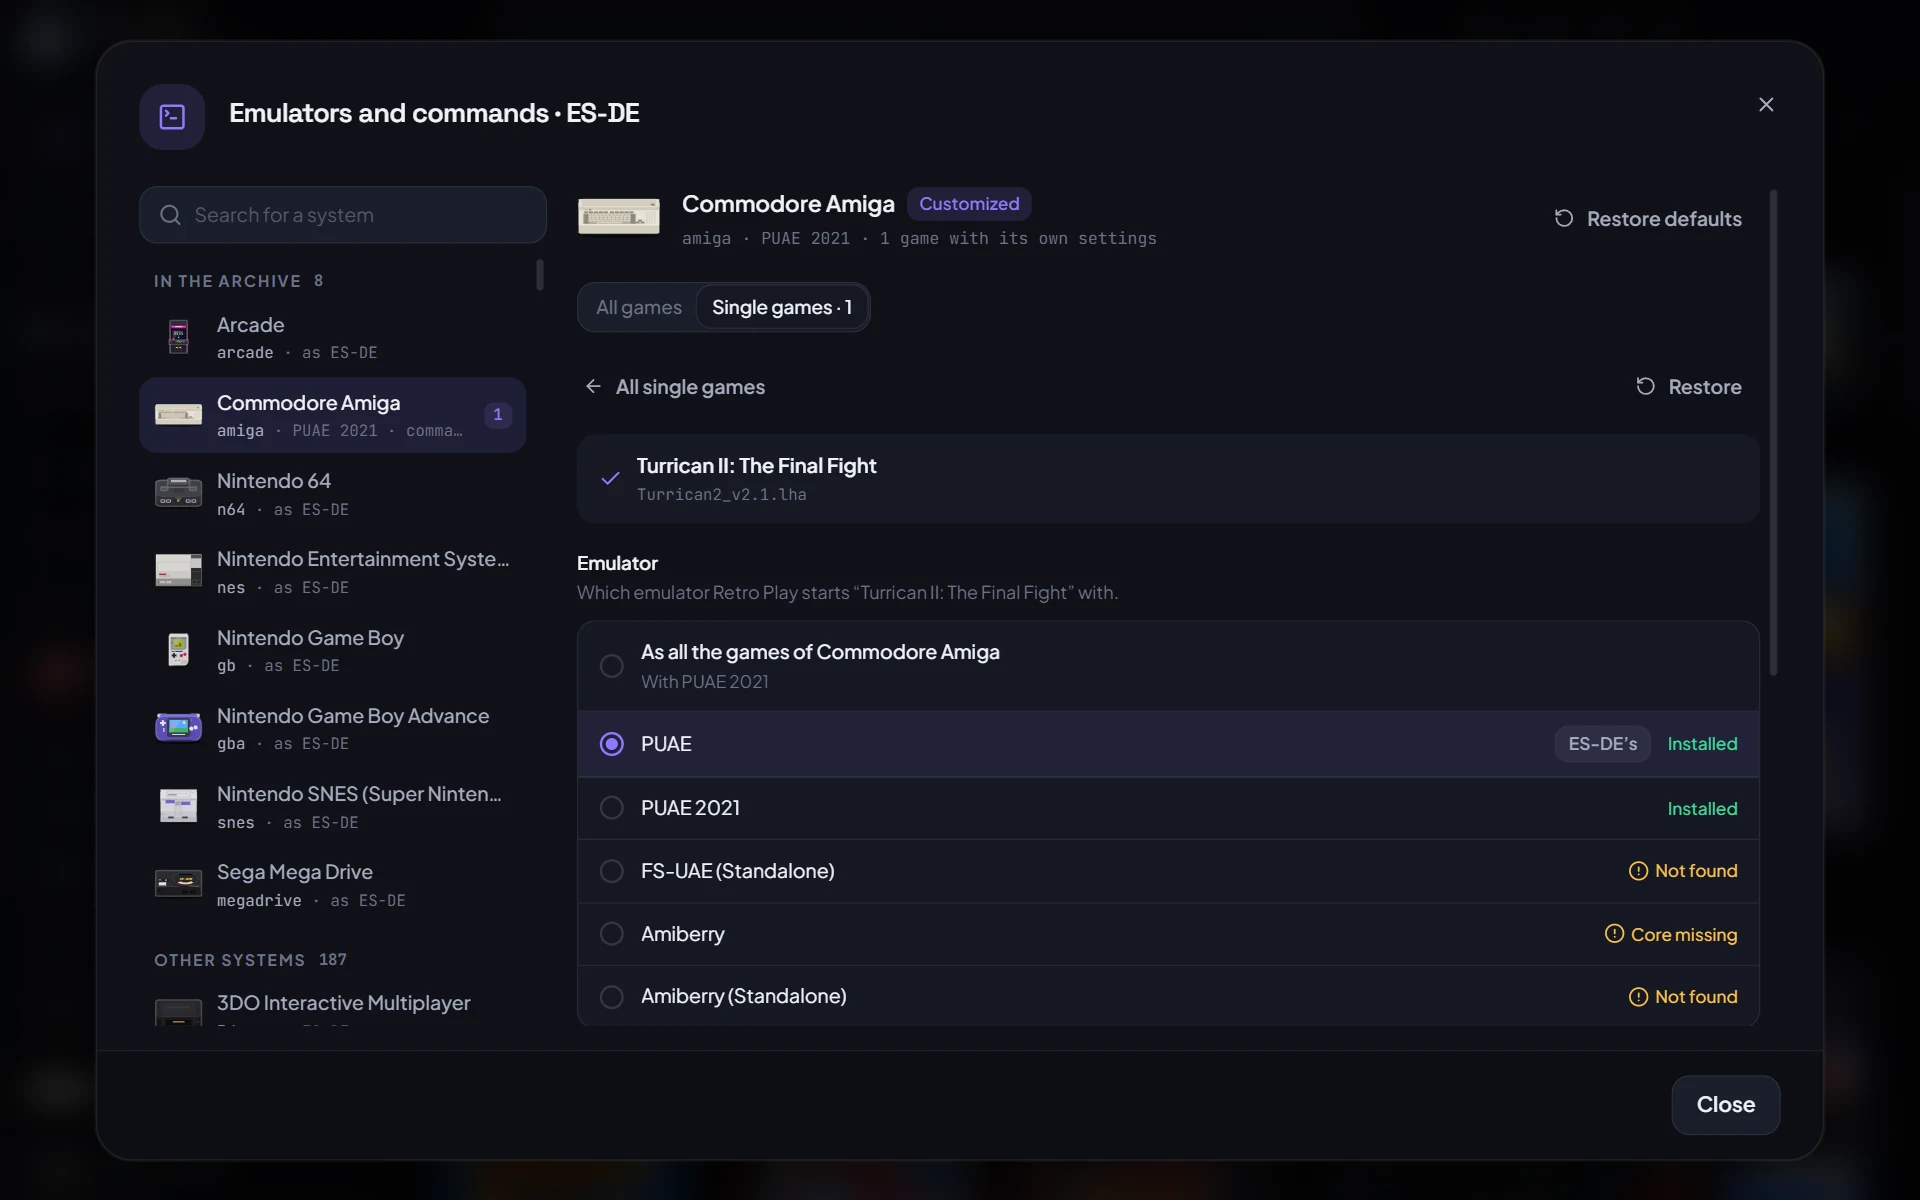 Emulators and commands · ES-DE
Search for a system
IN THE ARCHIVE 8
Arcade
arcade · as ES-DE
Commodore Amiga
amiga · PUAE 2021 · comma…
1
Nintendo 64
n64 · as ES-DE
Nintendo Entertainment Syste…
nes · as ES-DE
Nintendo Game Boy
gb · as ES-DE
Nintendo Game Boy Advance
gba · as ES-DE
Nintendo SNES (Super Ninten…
snes · as ES-DE
Sega Mega Drive
megadrive · as ES-DE
OTHER SYSTEMS 187
3DO Interactive Multiplayer
Commodore Amiga Customized
amiga · PUAE 2021 · 1 game with its own settings
Restore defaults
All games Single games · 1
All single games
Restore
Turrican II: The Final Fight
Turrican2_v2.1.lha
Emulator
Which emulator Retro Play starts “Turrican II: The Final Fight” with.
As all the games of Commodore Amiga
With PUAE 2021
PUAE ES-DE’s Installed
PUAE 2021 Installed
FS-UAE (Standalone) Not found
Amiberry Core missing
Amiberry (Standalone) Not found
Close